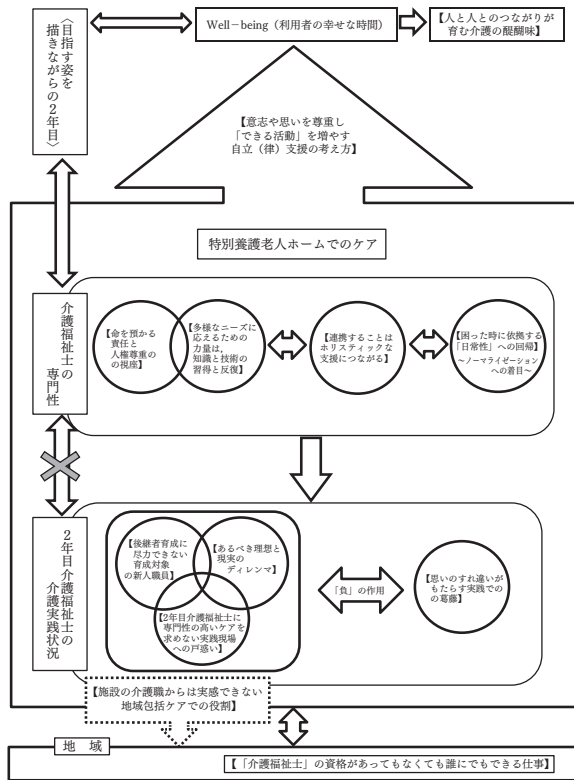 〈目指す姿を
描きながらの２年目〉
Well－being（利用者の幸せな時間）
【人と人とのつながりが
育む介護の醍醐味】
【意志や思いを尊重し
「できる活動」を増やす
自立（律）支援の考え方】
特別養護老人ホームでのケア
介護福祉士の
専門性
【命を預かる
責任と
人権尊重の
の視座】
【多様なニーズに
応えるための
力量は，
知識と技術の
習得と反復】
【連携することは
ホリスティックな
支援につながる】
【困った時に依拠する
「日常性」への回帰】
～ノーマライゼーション
への着目～
２年目介護福祉士の
介護実践状況
【後継者育成に
尽力できない
育成対象
の新人職員】
【あるべき理想と
現実の
ディレンマ】
【2年目介護福祉士に
専門性の高いケアを
求めない実践現場
への戸惑い】
「負」の作用
【思いのすれ違いが
もたらす実践での
の葛藤】
【施設の介護職からは実感できない
地域包括ケアでの役割】
地　域
【「介護福祉士」の資格があってもなくても誰にでもできる仕事】